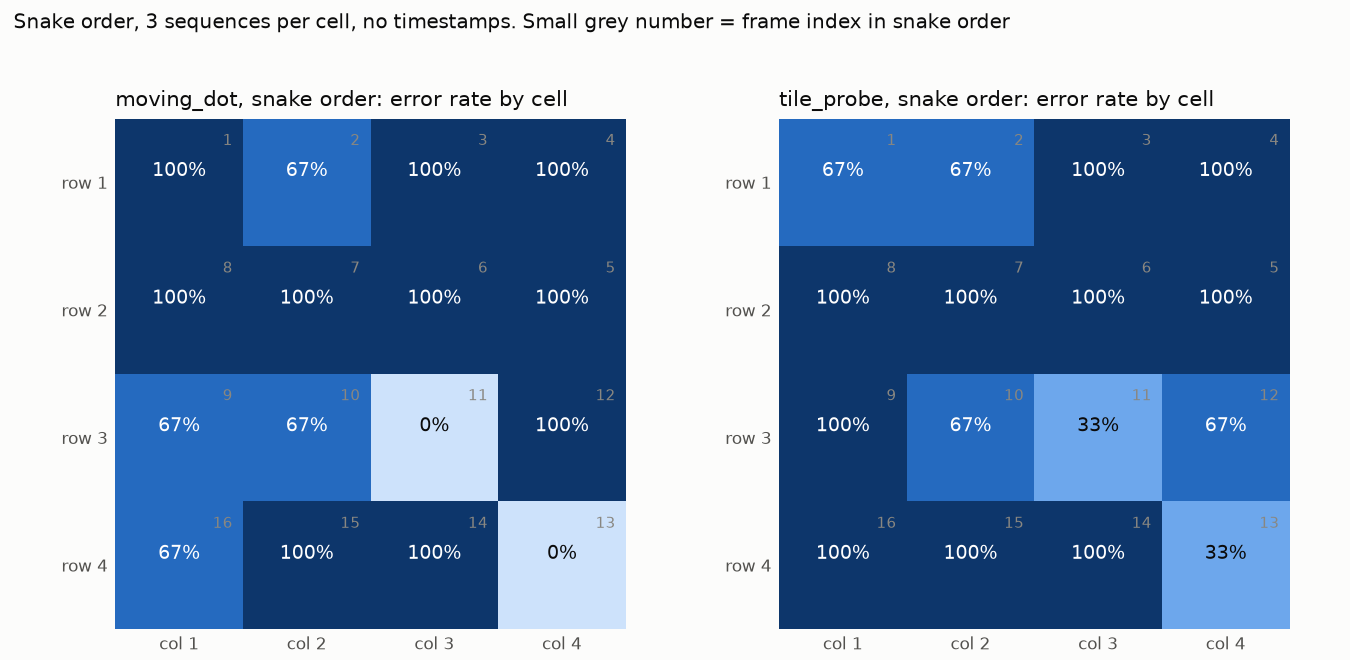 Snake order, 3 sequences per cell, no timestamps. Small grey number = frame index in snake order
moving_dot, snake order: error rate by cell
1 2 3 4
row 1 100% 67% 100% 100%
8 7 6 5
row 2 100% 100% 100% 100%
9 10 11 12
row 3 67% 67% 0% 100%
16 15 14 13
row 4 67% 100% 100% 0%
col 1 col 2 col 3 col 4
tile_probe, snake order: error rate by cell
1 2 3 4
row 1 67% 67% 100% 100%
8 7 6 5
row 2 100% 100% 100% 100%
9 10 11 12
row 3 100% 67% 33% 67%
16 15 14 13
row 4 100% 100% 100% 33%
col 1 col 2 col 3 col 4